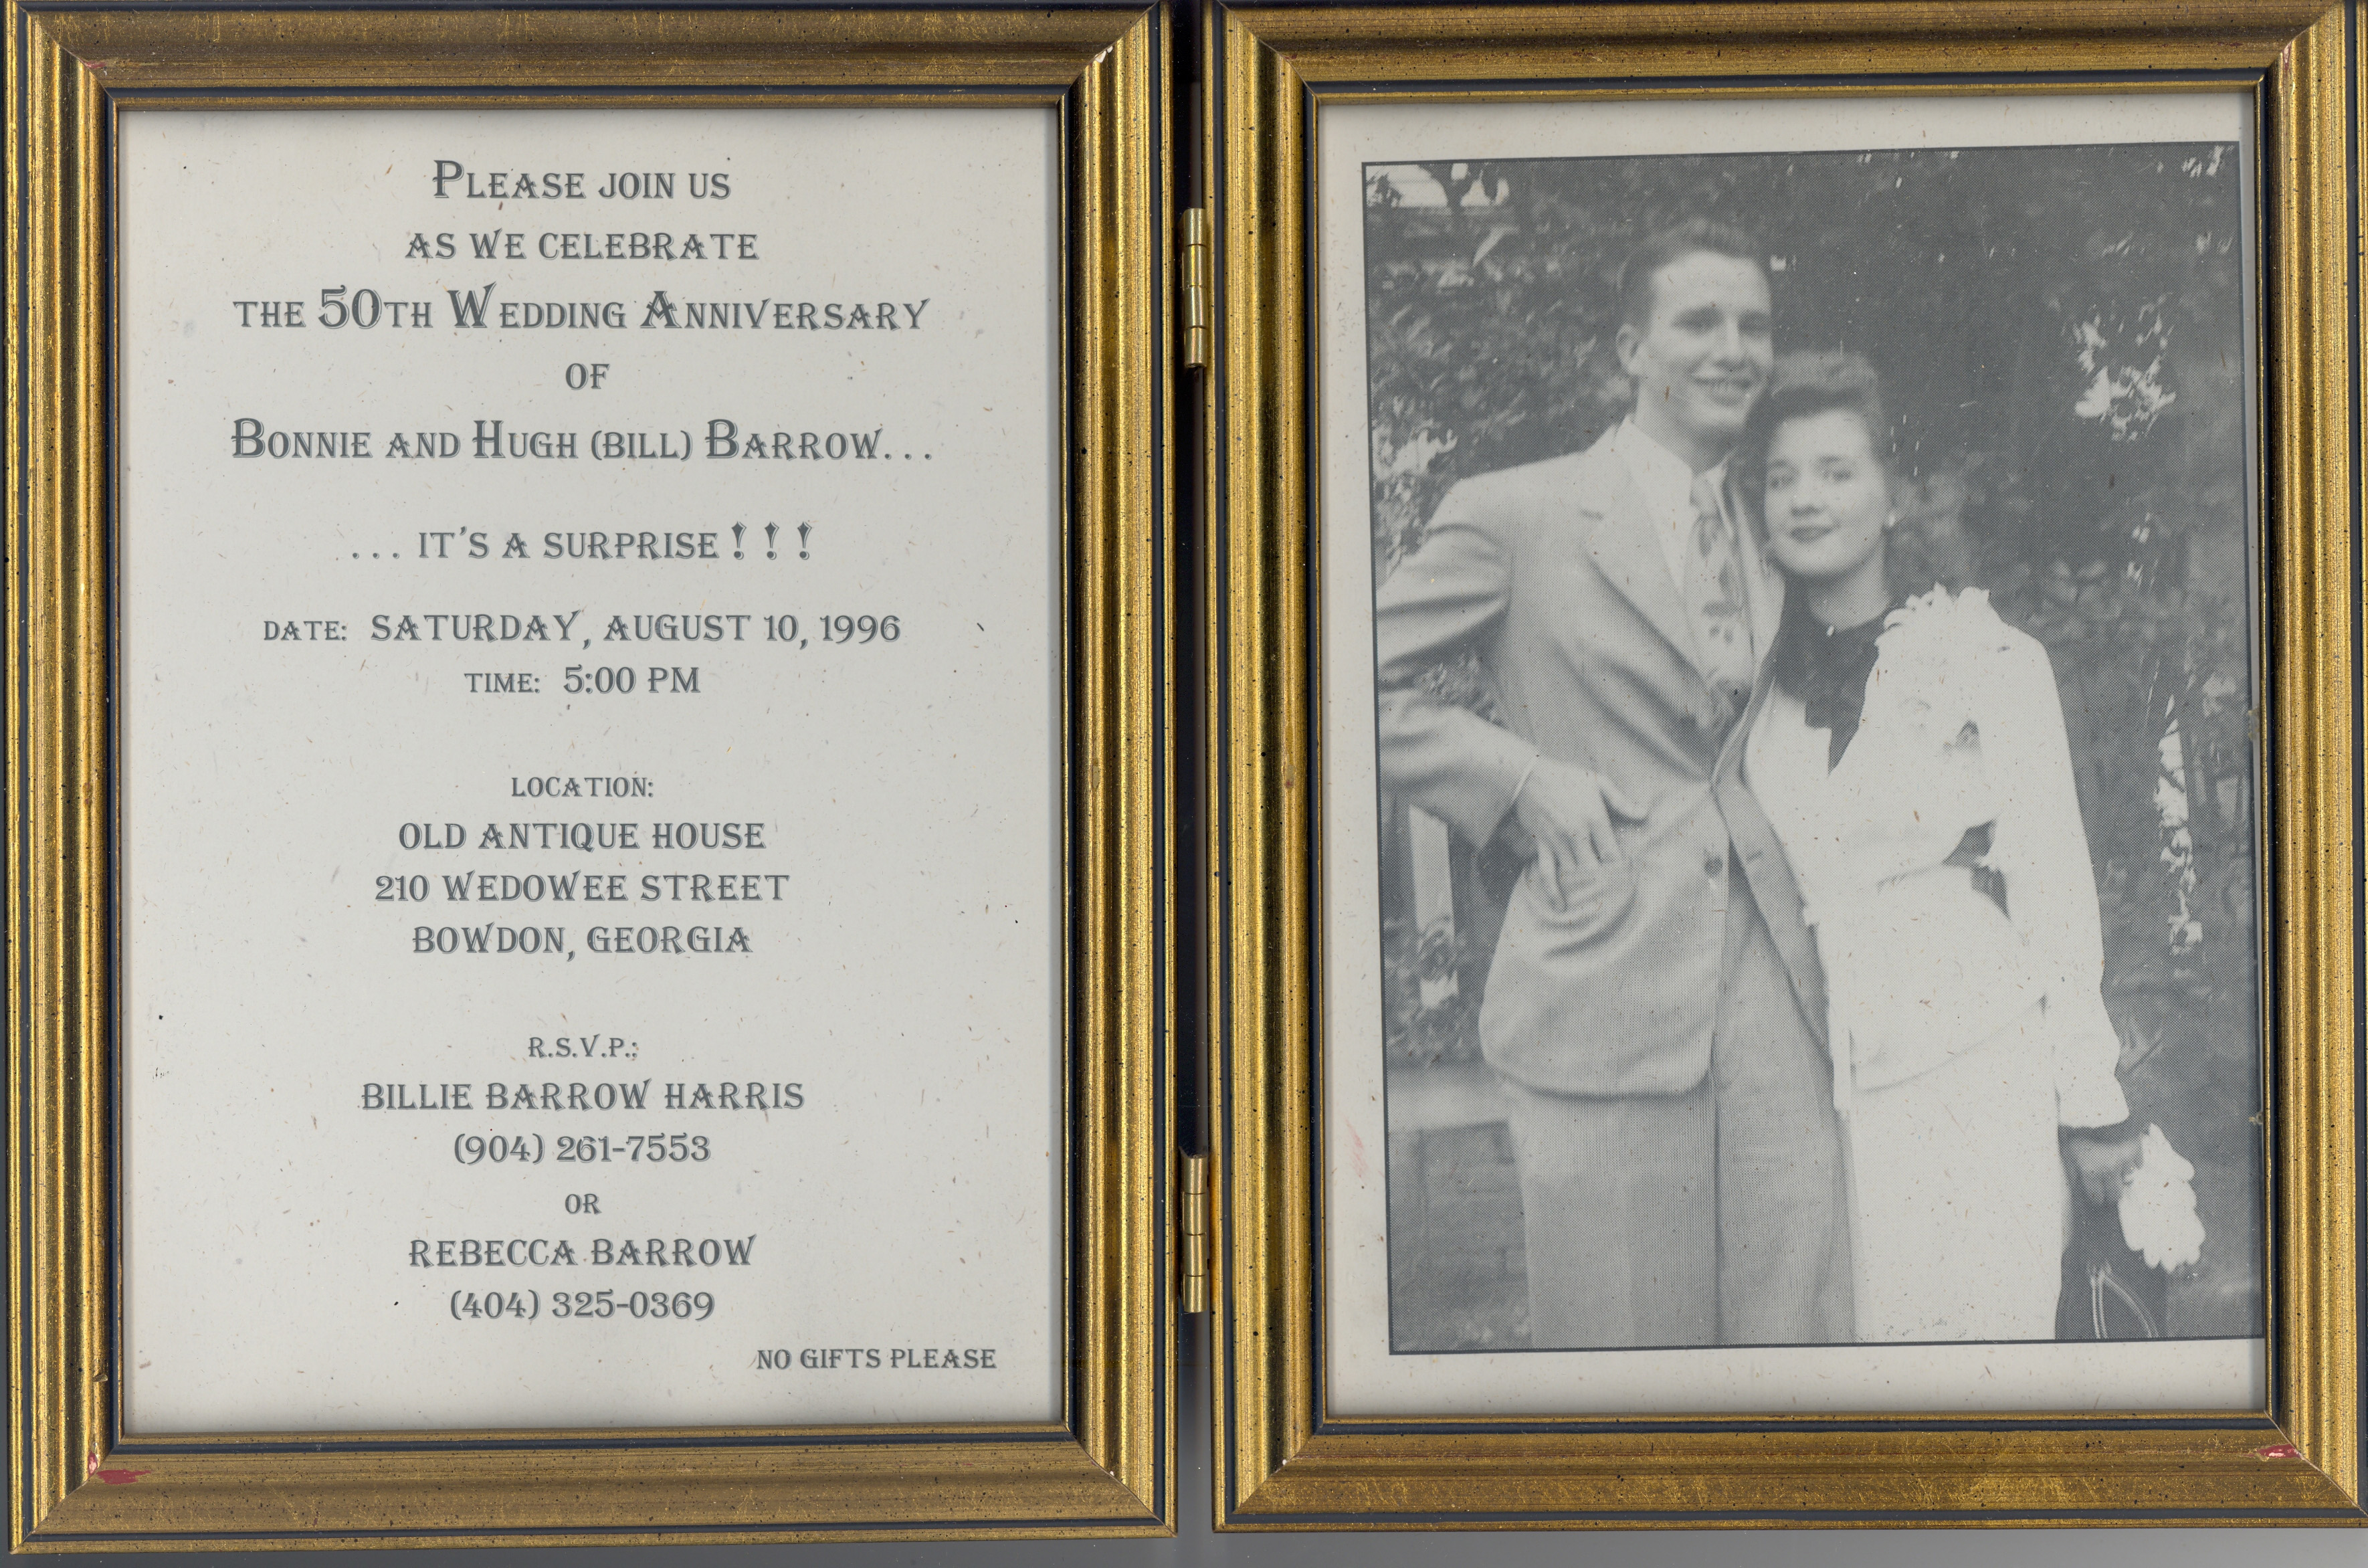 Please join us
as we celebrate
the 50th Wedding Anniversary
of
Bonnie and Hugh (Bill) Barrow...
... it's a surprise ! ! !
date: Saturday, August 10, 1996
time: 5:00 PM
location:
Old Antique House
210 Wedowee Street
Bowdon, Georgia
R.S.V.P.:
Billie Barrow Harris
(904) 261-7553
or
Rebecca Barrow
(404) 325-0369
No gifts please